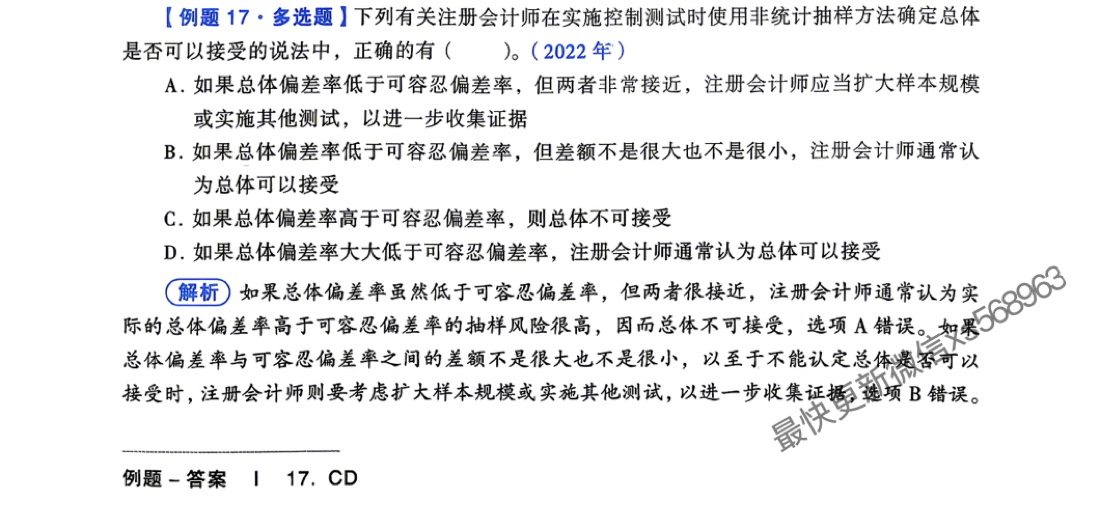 【例题 17·多选题】下列有关注册会计师在实施控制测试时使用非统计抽样方法确定总体
是否可以接受的说法中，正确的有（　　）。（2022 年）
A. 如果总体偏差率低于可容忍偏差率，但两者非常接近，注册会计师应当扩大样本规模
或实施其他测试，以进一步收集证据
B. 如果总体偏差率低于可容忍偏差率，但差额不是很大也不是很小，注册会计师通常认
为总体可以接受
C. 如果总体偏差率高于可容忍偏差率，则总体不可接受
D. 如果总体偏差率大大低于可容忍偏差率，注册会计师通常认为总体可以接受
解析 如果总体偏差率虽然低于可容忍偏差率，但两者很接近，注册会计师通常认为实
际的总体偏差率高于可容忍偏差率的抽样风险很高，因而总体不可接受，选项 A 错误。如果
总体偏差率与可容忍偏差率之间的差额不是很大也不是很小，以至于不能认定总体是否可以
接受时，注册会计师则要考虑扩大样本规模或实施其他测试，以进一步收集证据，选项 B 错误。
最快更新微信xj568963
例题 – 答案 | 17. CD